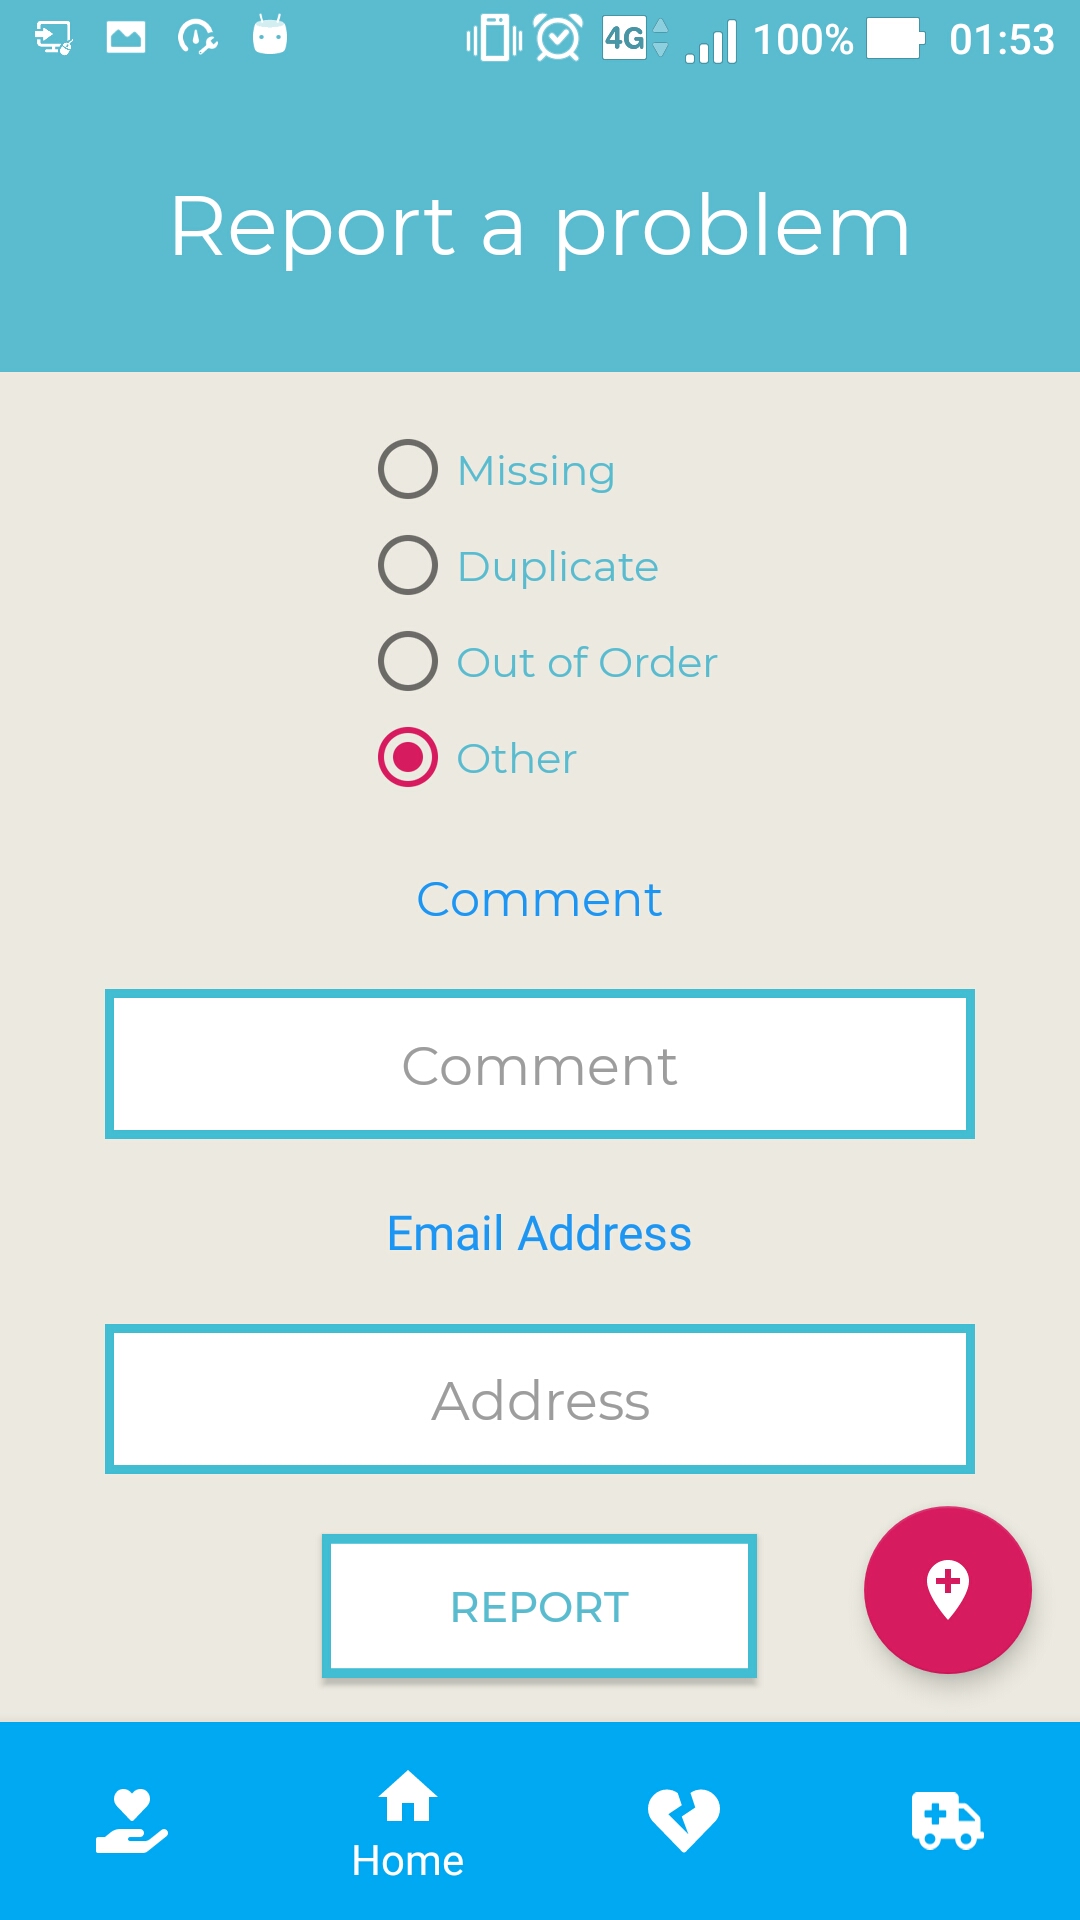 4G 100% 01:53
Report a problem
Missing
Duplicate
Out of Order
Other
Comment
Comment
Email Address
Address
REPORT
Home